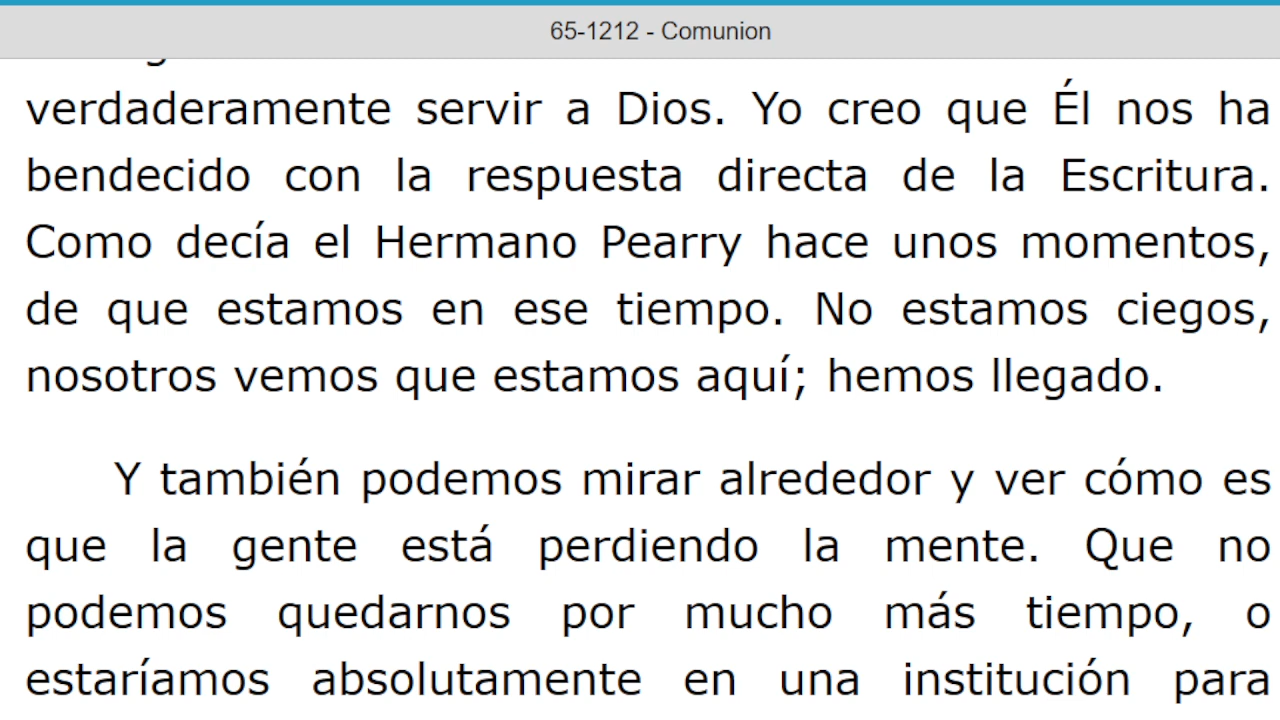 65-1212 - Comunion
verdaderamente servir a Dios. Yo creo que Él nos ha
bendecido con la respuesta directa de la Escritura.
Como decía el Hermano Pearry hace unos momentos,
de que estamos en ese tiempo. No estamos ciegos,
nosotros vemos que estamos aquí; hemos llegado.
Y también podemos mirar alrededor y ver cómo es
que la gente está perdiendo la mente. Que no
podemos quedarnos por mucho más tiempo, o
estaríamos absolutamente en una institución para